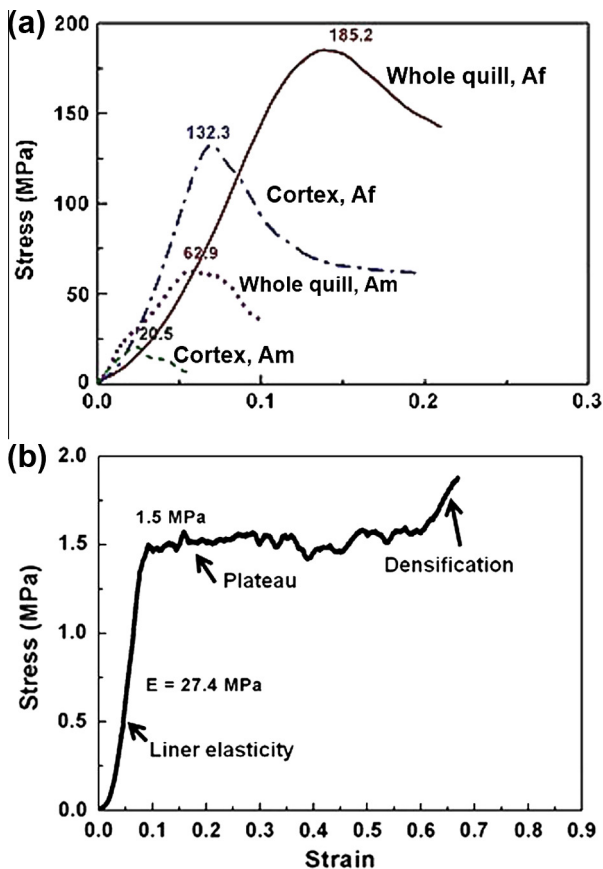 (a)
200
150
100
50
0
Stress (MPa)
185.2
Whole quill, Af
132.3
Cortex, Af
62.9
Whole quill, Am
20.5
Cortex, Am
0.0 0.1 0.2 0.3
(b)
2.0
1.5
1.0
0.5
0.0
Stress (MPa)
1.5 MPa
Plateau
Densification
E = 27.4 MPa
Liner elasticity
0.0 0.1 0.2 0.3 0.4 0.5 0.6 0.7 0.8 0.9
Strain